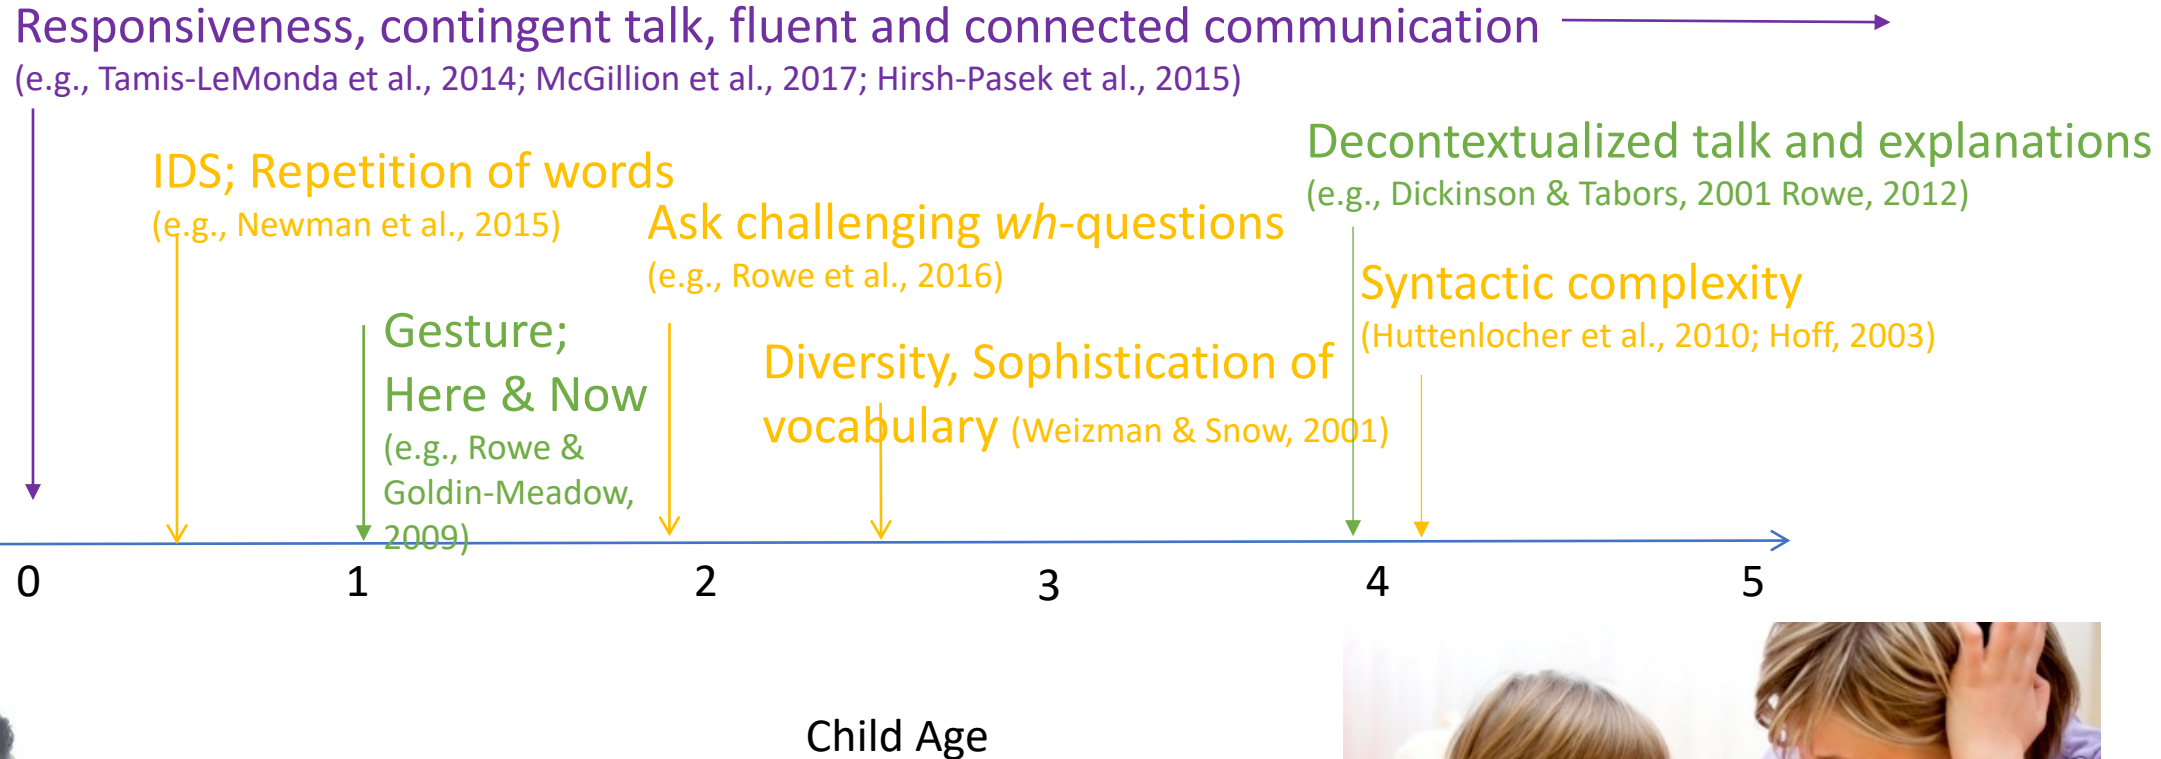 Responsiveness, contingent talk, fluent and connected communication
(e.g., Tamis-LeMonda et al., 2014; McGillion et al., 2017; Hirsh-Pasek et al., 2015)
IDS; Repetition of words
(e.g., Newman et al., 2015)
Gesture;
Here & Now
(e.g., Rowe &
Goldin-Meadow,
2009)
Ask challenging wh-questions
(e.g., Rowe et al., 2016)
Diversity, Sophistication of
vocabulary (Weizman & Snow, 2001)
Decontextualized talk and explanations
(e.g., Dickinson & Tabors, 2001 Rowe, 2012)
Syntactic complexity
(Huttenlocher et al., 2010; Hoff, 2003)
0 1 2 3 4 5
Child Age